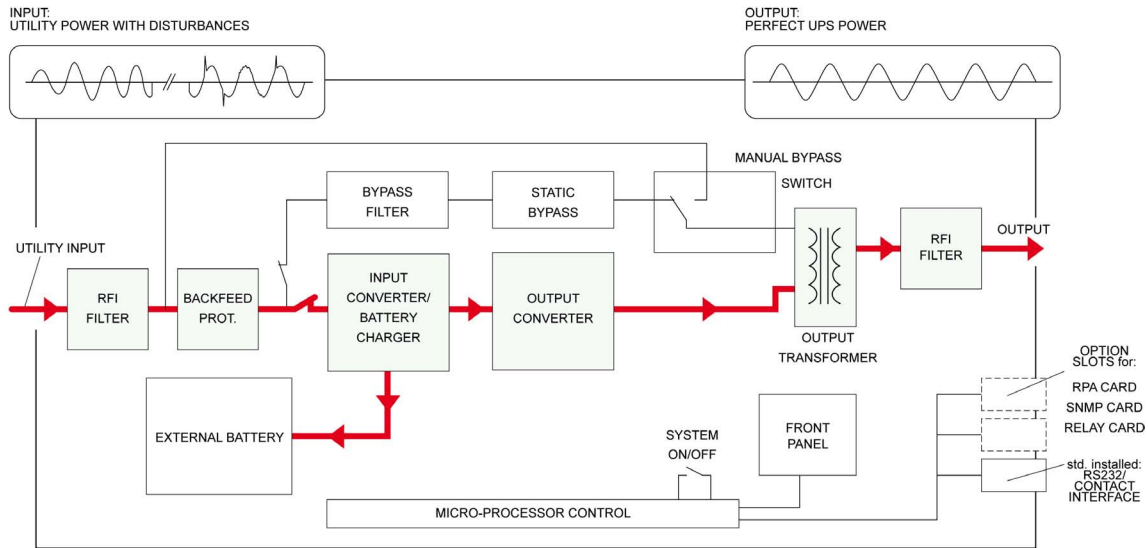 INPUT:
UTILITY POWER WITH DISTURBANCES
OUTPUT:
PERFECT UPS POWER
MANUAL BYPASS
SWITCH
BYPASS
FILTER
STATIC
BYPASS
UTILITY INPUT
RFI
FILTER
BACKFEED
PROT.
INPUT
CONVERTER/
BATTERY
CHARGER
OUTPUT
CONVERTER
OUTPUT
TRANSFORMER
RFI
FILTER
OUTPUT
EXTERNAL BATTERY
SYSTEM
ON/OFF
FRONT
PANEL
MICRO-PROCESSOR CONTROL
OPTION
SLOTS for:
RPA CARD
SNMP CARD
RELAY CARD
std. installed:
RS232/
CONTACT
INTERFACE